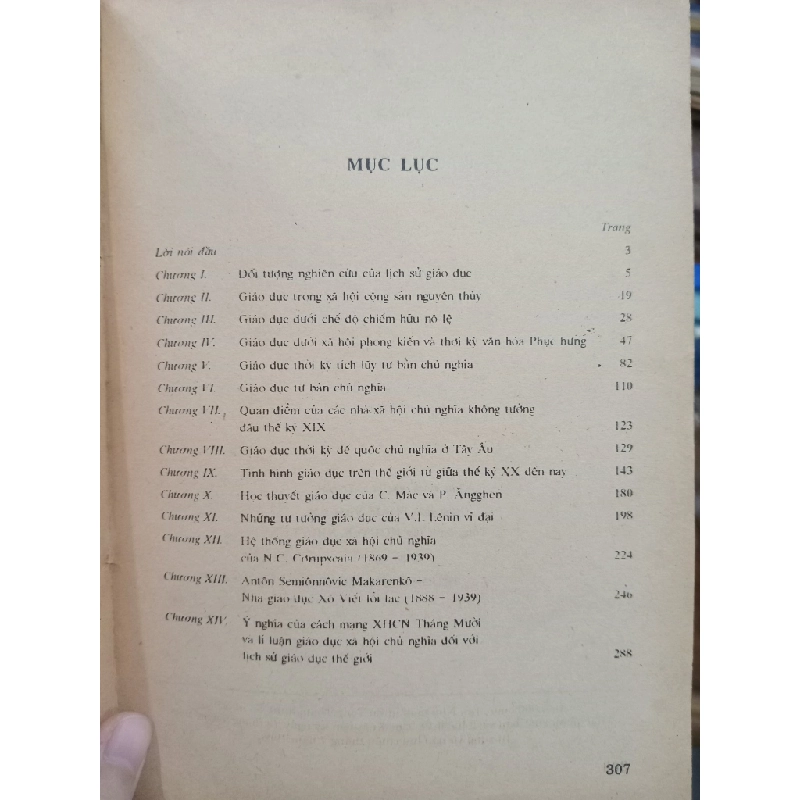 MỤC LỤC
Trang
Lời nói đầu 3
Chương I. Đối tượng nghiên cứu của lịch sử giáo dục 5
Chương II. Giáo dục trong xã hội cộng sản nguyên thủy 19
Chương III. Giáo dục dưới chế độ chiếm hữu nô lệ 28
Chương IV. Giáo dục dưới xã hội phong kiến và thời kỳ văn hóa Phục hưng 47
Chương V. Giáo dục thời kỳ tích lũy tư bản chủ nghĩa 82
Chương VI. Giáo dục tư bản chủ nghĩa 110
Chương VII. Quan điểm của các nhà xã hội chủ nghĩa không tưởng
đầu thế kỷ XIX 123
Chương VIII. Giáo dục thời kỳ đế quốc chủ nghĩa ở Tây Âu 129
Chương IX. Tình hình giáo dục trên thế giới từ giữa thế kỷ XX đến nay 143
Chương X. Học thuyết giáo dục của C. Mác và P. Ăngghen 180
Chương XI. Những tư tưởng giáo dục của V.I. Lênin vĩ đại 198
Chương XII. Hệ thống giáo dục xã hội chủ nghĩa
của N.C. Cơrupxcaia (1869 - 1939) 224
Chương XIII. Antôn Semiônnôvic Makarenkô -
Nhà giáo dục Xô Viết lỗi lạc (1888 - 1939) 246
Chương XIV. Ý nghĩa của cách mạng XHCN Tháng Mười
và lí luận giáo dục xã hội chủ nghĩa đối với
lịch sử giáo dục thế giới 288
307